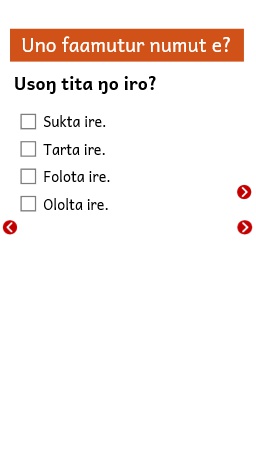 Uno faamutur numut e?
Usoŋ tita ŋo iro?
Sukta ire.
Tarta ire.
Folota ire.
Ololta ire.